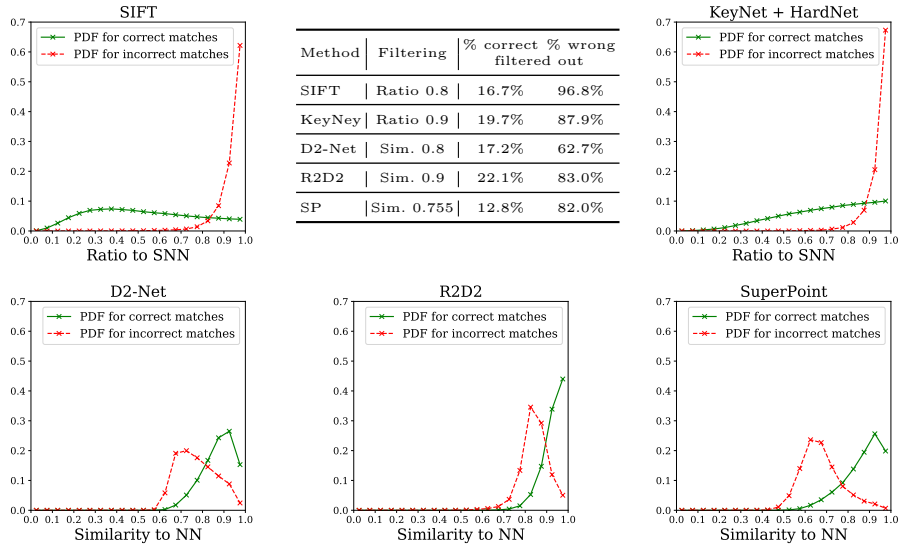 SIFT
0.7
0.6
0.5
0.4
0.3
0.2
0.1
0.0
PDF for correct matches
PDF for incorrect matches
0.0 0.1 0.2 0.3 0.4 0.5 0.6 0.7 0.8 0.9 1.0
Ratio to SNN
Method Filtering % correct % wrong
filtered out
SIFT Ratio 0.8 16.7% 96.8%
KeyNey Ratio 0.9 19.7% 87.9%
D2-Net Sim. 0.8 17.2% 62.7%
R2D2 Sim. 0.9 22.1% 83.0%
SP Sim. 0.755 12.8% 82.0%
KeyNet + HardNet
0.7
0.6
0.5
0.4
0.3
0.2
0.1
0.0
PDF for correct matches
PDF for incorrect matches
0.0 0.1 0.2 0.3 0.4 0.5 0.6 0.7 0.8 0.9 1.0
Ratio to SNN
D2-Net
0.7
0.6
0.5
0.4
0.3
0.2
0.1
0.0
PDF for correct matches
PDF for incorrect matches
0.0 0.1 0.2 0.3 0.4 0.5 0.6 0.7 0.8 0.9 1.0
Similarity to NN
R2D2
0.7
0.6
0.5
0.4
0.3
0.2
0.1
0.0
PDF for correct matches
PDF for incorrect matches
0.0 0.1 0.2 0.3 0.4 0.5 0.6 0.7 0.8 0.9 1.0
Similarity to NN
SuperPoint
0.7
0.6
0.5
0.4
0.3
0.2
0.1
0.0
PDF for correct matches
PDF for incorrect matches
0.0 0.1 0.2 0.3 0.4 0.5 0.6 0.7 0.8 0.9 1.0
Similarity to NN